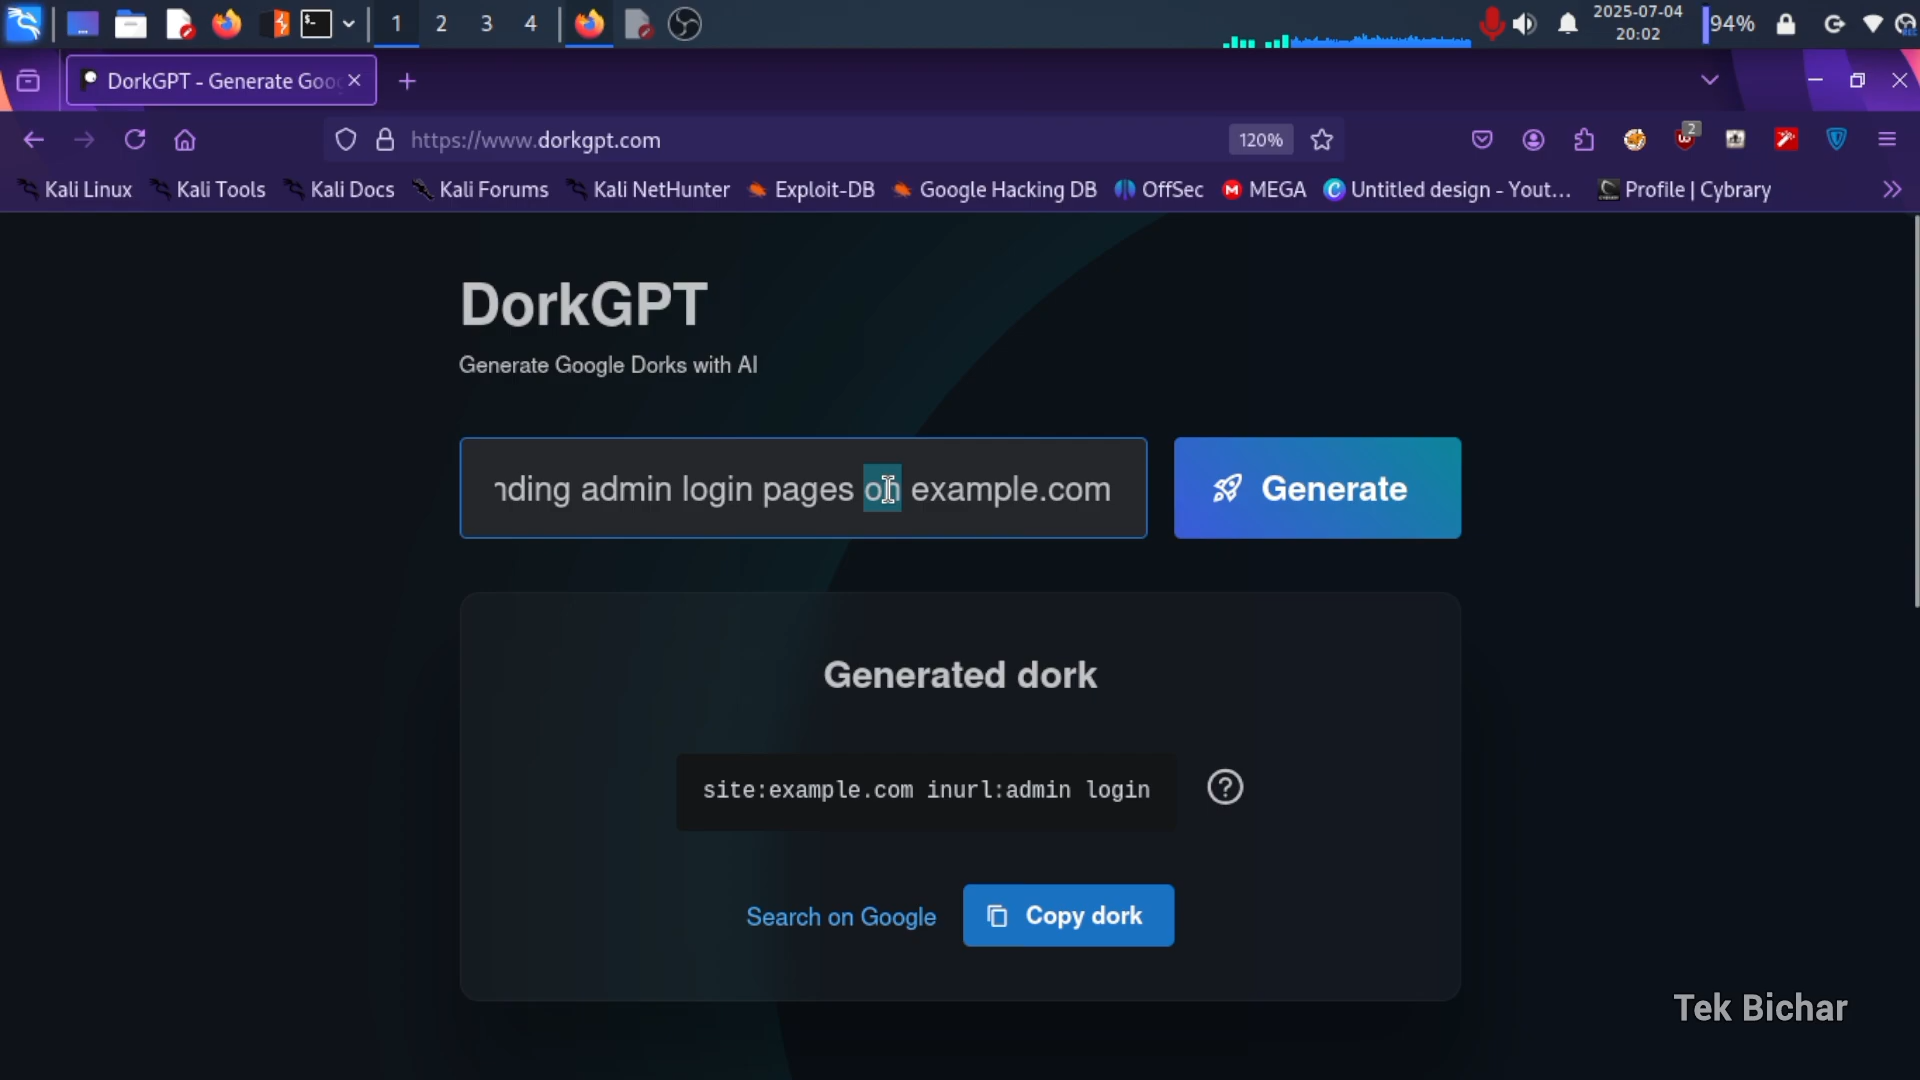 1 2 3 4
2025-07-04
20:02
94%
DorkGPT - Generate Goo
https://www.dorkgpt.com
120%
2
Kali Linux Kali Tools Kali Docs Kali Forums Kali NetHunter Exploit-DB Google Hacking DB OffSec MEGA Untitled design - Yout... Profile | Cybrary
DorkGPT
Generate Google Dorks with AI
nding admin login pages on example.com
Generate
Generated dork
site:example.com inurl:admin login
Search on Google
Copy dork
Tek Bichar